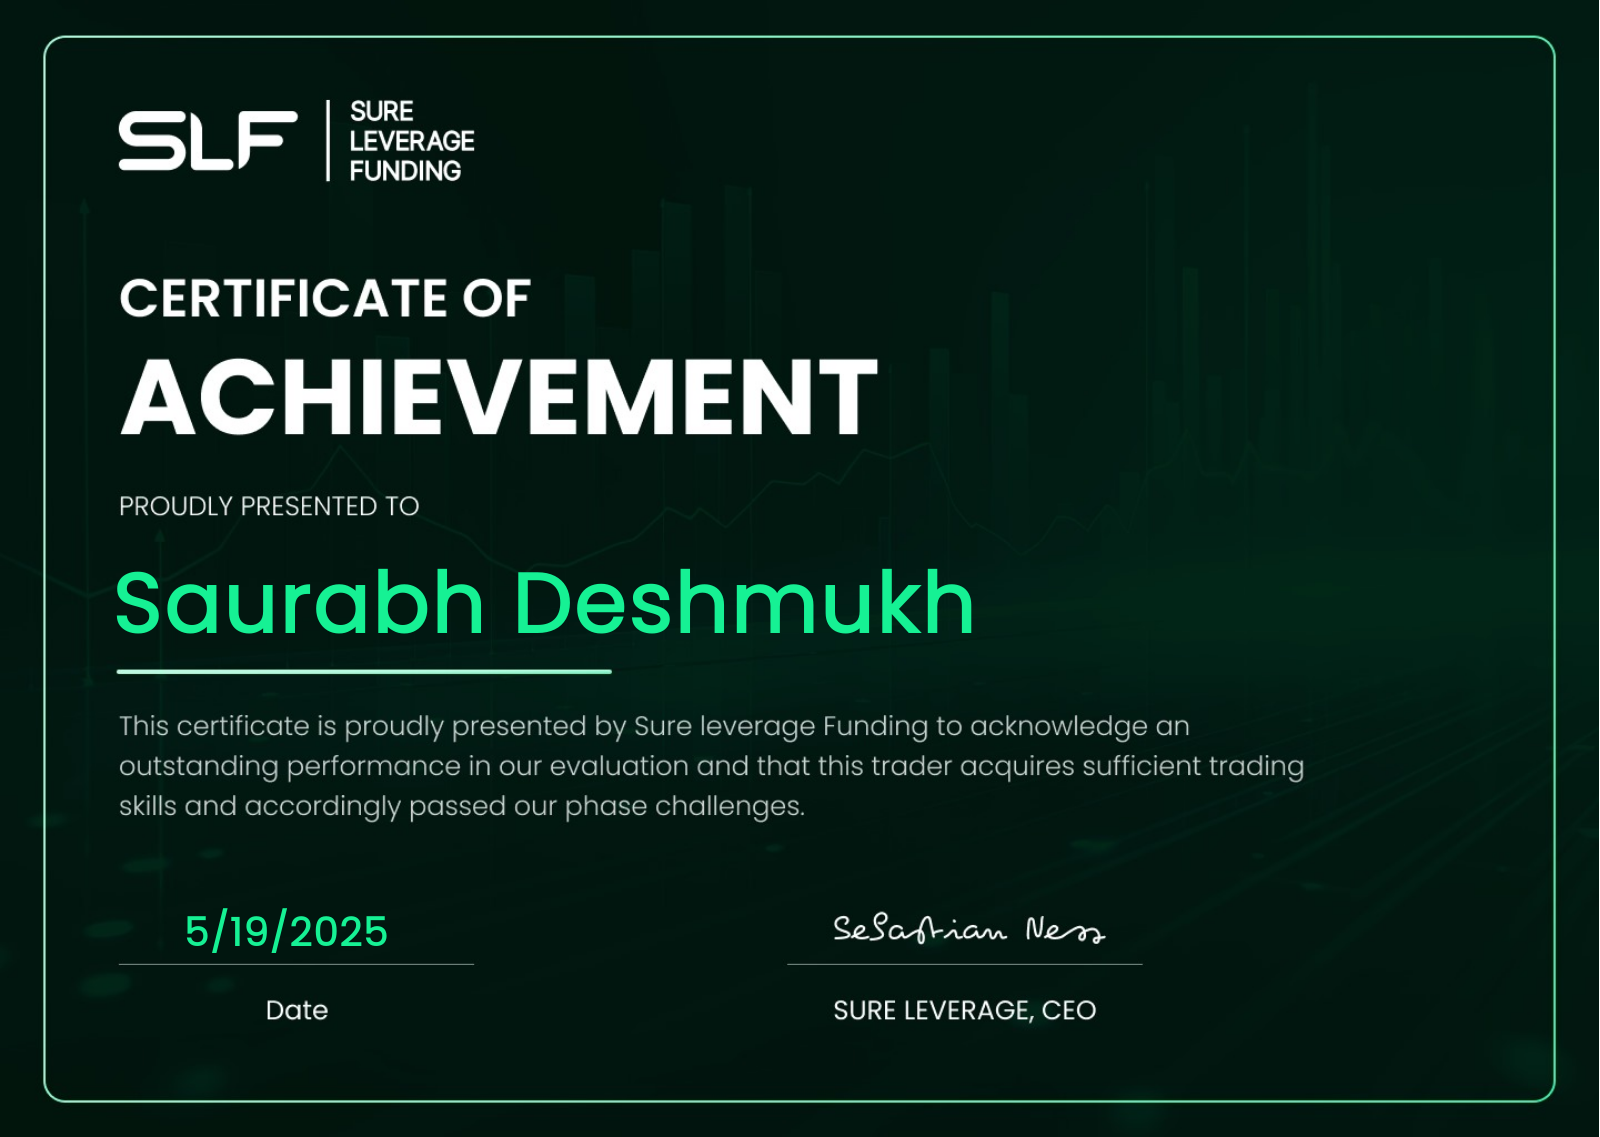 SLF
SURE
LEVERAGE
FUNDING
CERTIFICATE OF
ACHIEVEMENT
PROUDLY PRESENTED TO
Saurabh Deshmukh
This certificate is proudly presented by Sure leverage Funding to acknowledge an
outstanding performance in our evaluation and that this trader acquires sufficient trading
skills and accordingly passed our phase challenges.
5/19/2025
Sebastian Ness
Date
SURE LEVERAGE, CEO